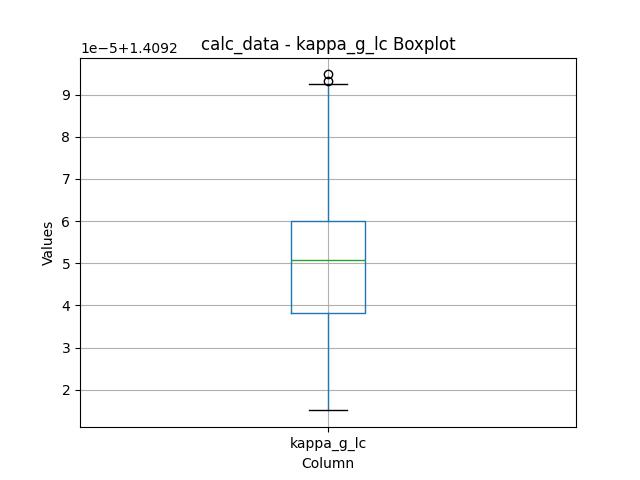 calc_data - kappa_g_lc Boxplot
1e−5+1.4092
9
8
7
6
5
4
3
2
Values
kappa_g_lc
Column